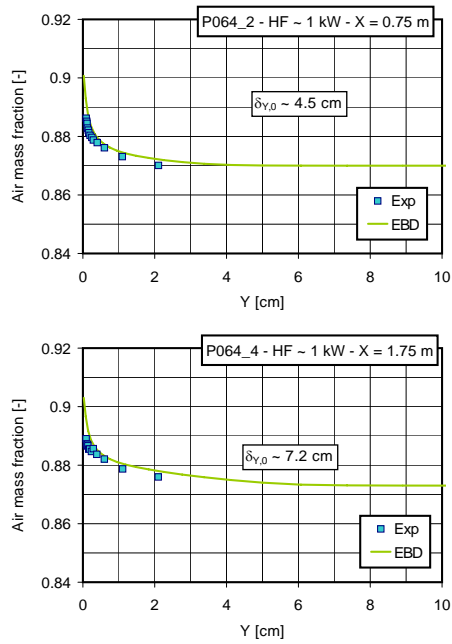 P064_2 - HF ~ 1 kW - X = 0.75 m
0.92
0.9
0.88
0.86
0.84
Air mass fraction [-]
δY,0 ~ 4.5 cm
Exp
EBD
0 2 4 6 8 10
Y [cm]
P064_4 - HF ~ 1 kW - X = 1.75 m
0.92
0.9
0.88
0.86
0.84
Air mass fraction [-]
δY,0 ~ 7.2 cm
Exp
EBD
0 2 4 6 8 10
Y [cm]